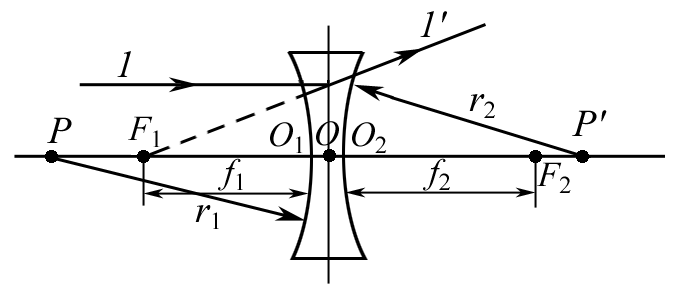 1'
1
r₂
P F₁ O₁ O O₂ P'
f₁ f₂ F₂
r₁